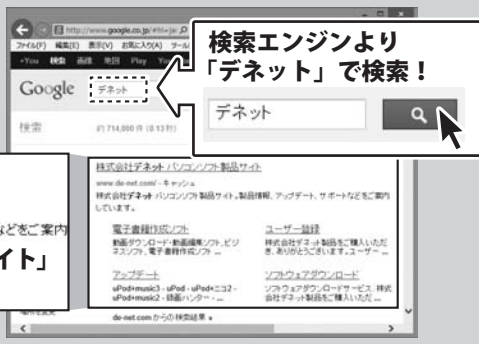 http://www.google.co.jp/#hl=ja
ファイル(F) 編集(E) 表示(V) お気に入り(A) ツール
+You 検索 画像 地図 Play
Google デネット
検索エンジンより
「デネット」で検索！
デネット
検索
約 714,000 件 (0.13 秒)
株式会社デネット パソコンソフト製品サイト
www.de-net.com/ - キャッシュ
株式会社デネット パソコンソフト製品サイト。製品情報、アップデート、サポートなどをご案内
しています。
などをご案内
イト」
電子書籍作成ソフト
動画ダウンロード・動画編集ソフト、ビジ
ネスソフト、電子書籍作成ソフト ...
ユーザー登録
株式会社デネット製品をご購入いただ
き、ありがとうございます。ユーザー ...
アップデート
uPod+music3 - uPod - uPod+ニコ2 -
uPod+music2 - 録画ハンター - ...
ソフトウェアダウンロード
ソフトウェアダウンロードサービス. 株式
会社デネット製品をご購入いただ ...
de-net.com からの検索結果 »